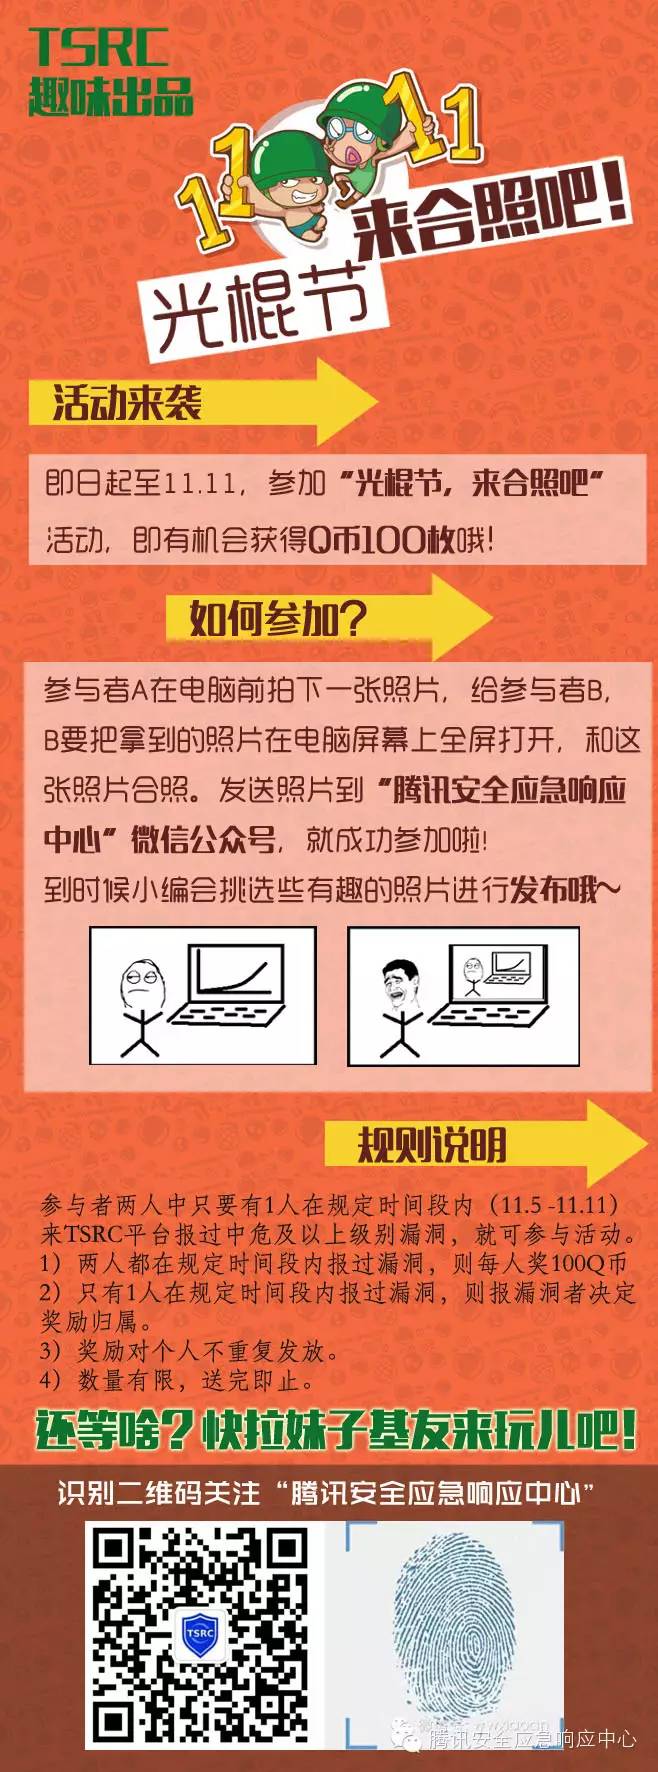 TSRC
趣味出品
11 11
来合照吧！
光棍节
活动来袭
即日起至11.11，参加“光棍节，来合照吧”
活动，即有机会获得Q币100枚哦！
如何参加？
参与者A在电脑前拍下一张照片，给参与者B，
B要把拿到的照片在电脑屏幕上全屏打开，和这
张照片合照。发送照片到“腾讯安全应急响应
中心”微信公众号，就成功参加啦！
到时候小编会挑选些有趣的照片进行发布哦～
规则说明
参与者两人中只要有1人在规定时间段内（11.5 -11.11）
来TSRC平台报过中危及以上级别漏洞，就可参与活动。
1）两人都在规定时间段内报过漏洞，则每人奖100Q币
2）只有1人在规定时间段内报过漏洞，则报漏洞者决定
奖励归属。
3）奖励对个人不重复发放。
4）数量有限，送完即止。
还等啥？快拉妹子基友来玩儿吧！
识别二维码关注“腾讯安全应急响应中心”
TSRC
腾讯安全应急响应中心